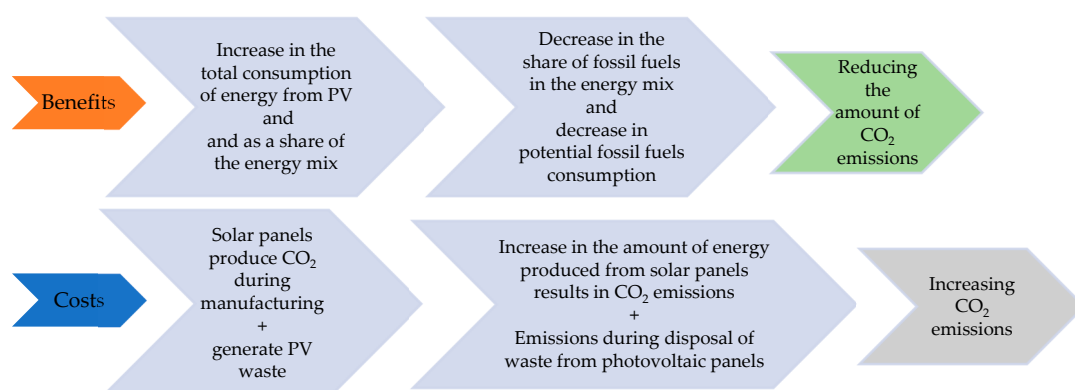 Benefits
Increase in the
total consumption
of energy from PV
and
and as a share of
the energy mix
Decrease in the
share of fossil fuels
in the energy mix
and
decrease in
potential fossil fuels
consumption
Reducing
the
amount of
CO₂
emissions
Costs
Solar panels
produce CO₂
during
manufacturing
+
generate PV
waste
Increase in the amount of energy
produced from solar panels
results in CO₂ emissions
+
Emissions during disposal of
waste from photovoltaic panels
Increasing
CO₂
emissions